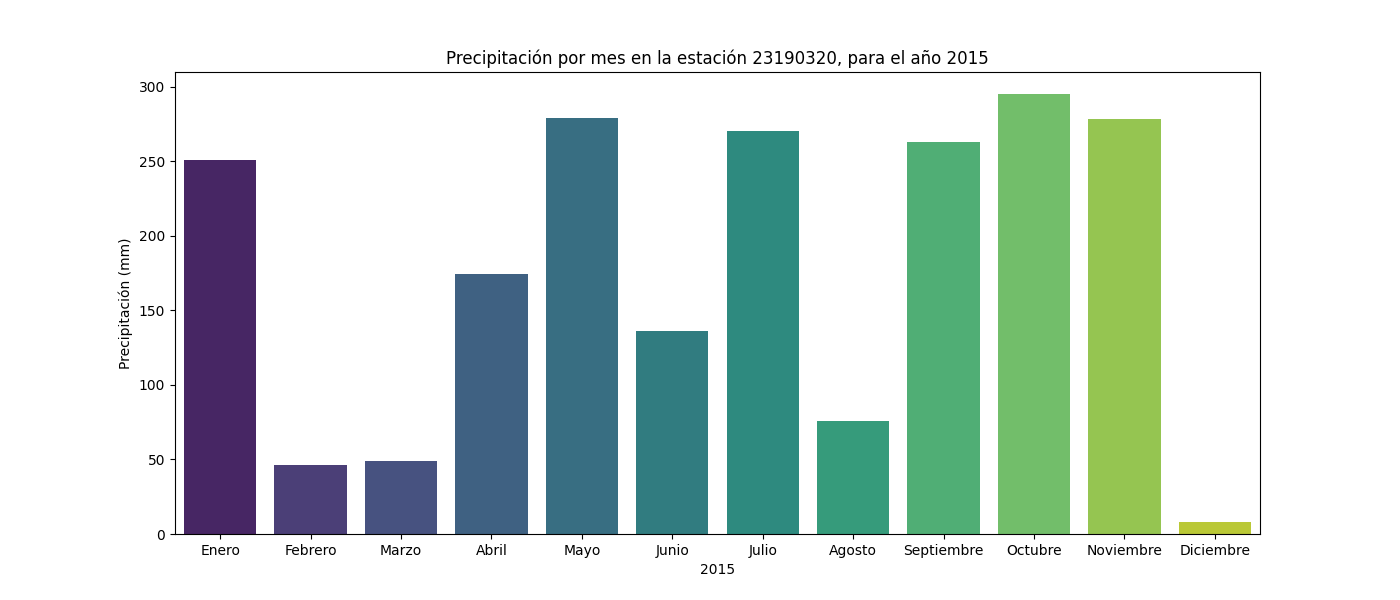 Precipitación por mes en la estación 23190320, para el año 2015
Precipitación (mm)
300
250
200
150
100
50
0
Enero Febrero Marzo Abril Mayo Junio Julio Agosto Septiembre Octubre Noviembre Diciembre
2015